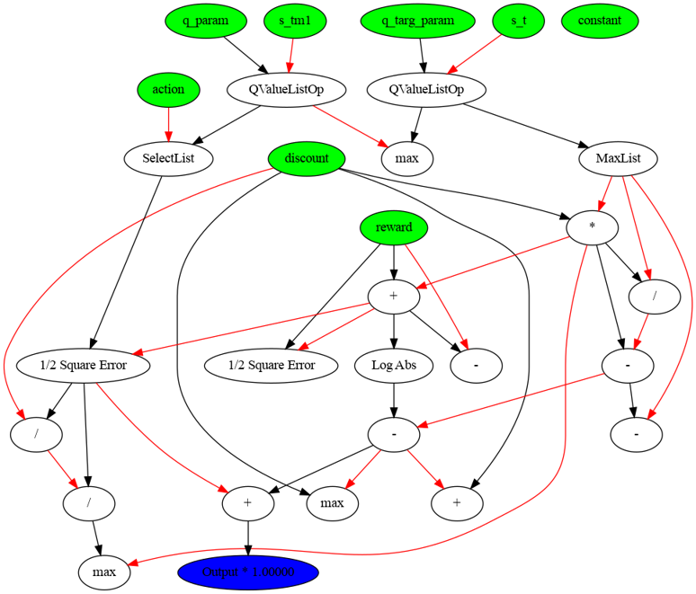 q_param
s_tm1
q_targ_param
s_t
constant
action
QValueListOp
QValueListOp
SelectList
discount
max
MaxList
reward
*
+
/
1/2 Square Error
1/2 Square Error
Log Abs
-
-
/
-
-
/
+
max
+
max
Output * 1.00000